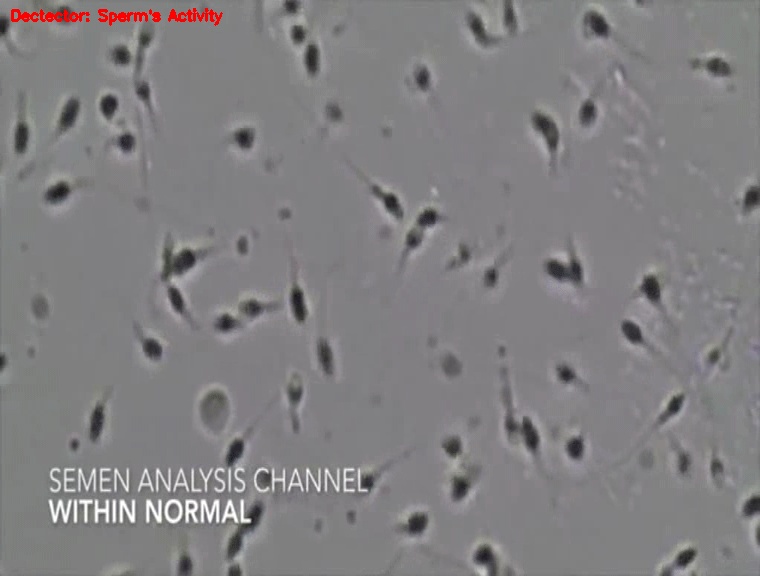 Dectector: Sperm's Activity
SEMEN ANALYSIS CHANNEL
WITHIN NORMAL